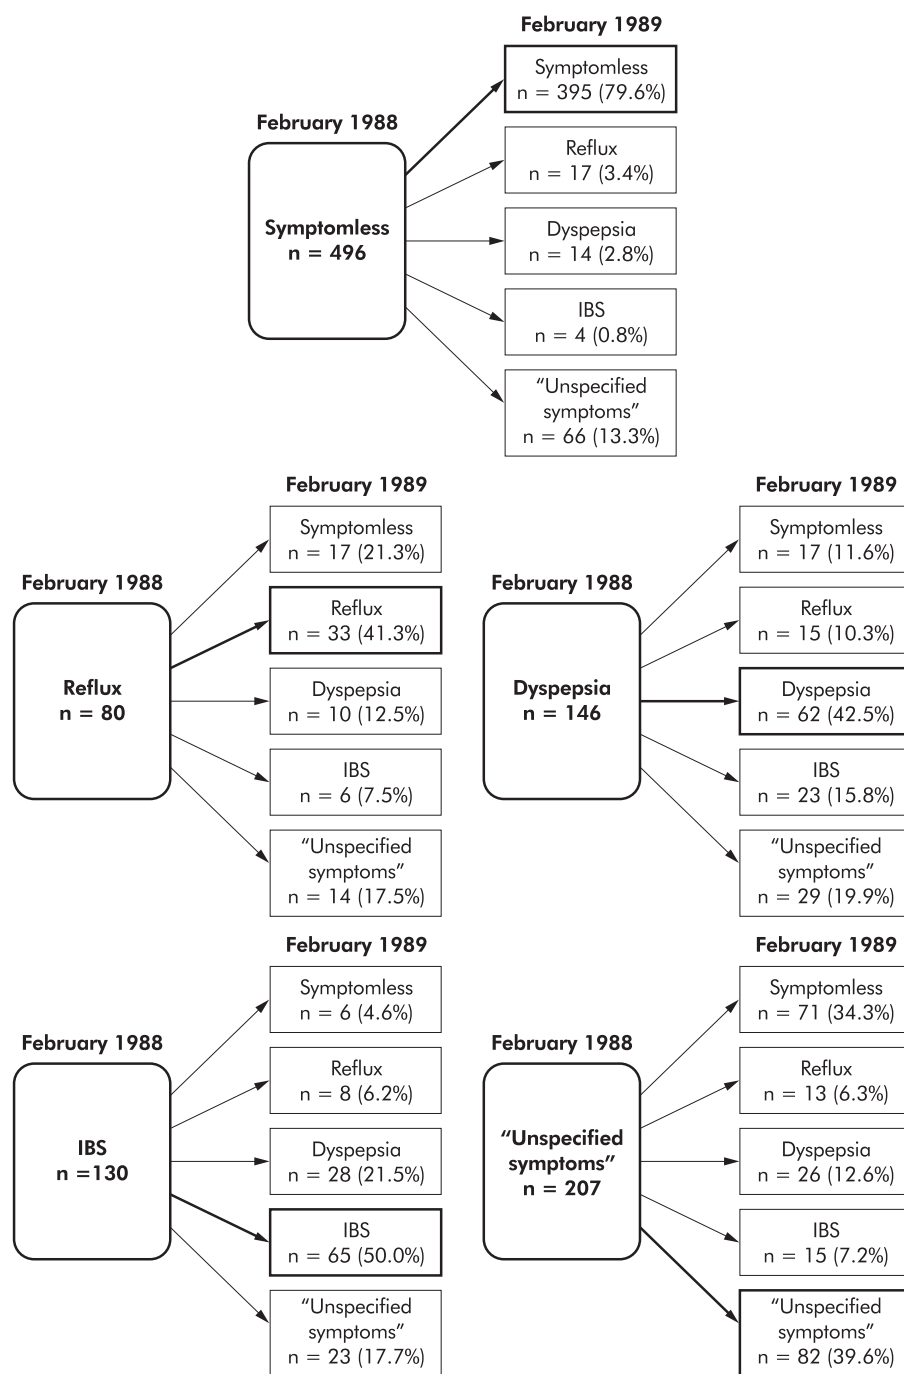 February 1989
Symptomless
n = 395 (79.6%)
February 1988
Reflux
n = 17 (3.4%)
Symptomless
n = 496
Dyspepsia
n = 14 (2.8%)
IBS
n = 4 (0.8%)
“Unspecified
symptoms”
n = 66 (13.3%)
February 1989
Symptomless
n = 17 (21.3%)
February 1988
Reflux
n = 33 (41.3%)
Reflux
n = 80
Dyspepsia
n = 10 (12.5%)
IBS
n = 6 (7.5%)
“Unspecified
symptoms”
n = 14 (17.5%)
February 1989
Symptomless
n = 17 (11.6%)
February 1988
Reflux
n = 15 (10.3%)
Dyspepsia
n = 146
Dyspepsia
n = 62 (42.5%)
IBS
n = 23 (15.8%)
“Unspecified
symptoms”
n = 29 (19.9%)
February 1989
Symptomless
n = 6 (4.6%)
February 1988
Reflux
n = 8 (6.2%)
IBS
n =130
Dyspepsia
n = 28 (21.5%)
IBS
n = 65 (50.0%)
“Unspecified
symptoms”
n = 23 (17.7%)
February 1989
Symptomless
n = 71 (34.3%)
February 1988
Reflux
n = 13 (6.3%)
“Unspecified
symptoms”
n = 207
Dyspepsia
n = 26 (12.6%)
IBS
n = 15 (7.2%)
“Unspecified
symptoms”
n = 82 (39.6%)